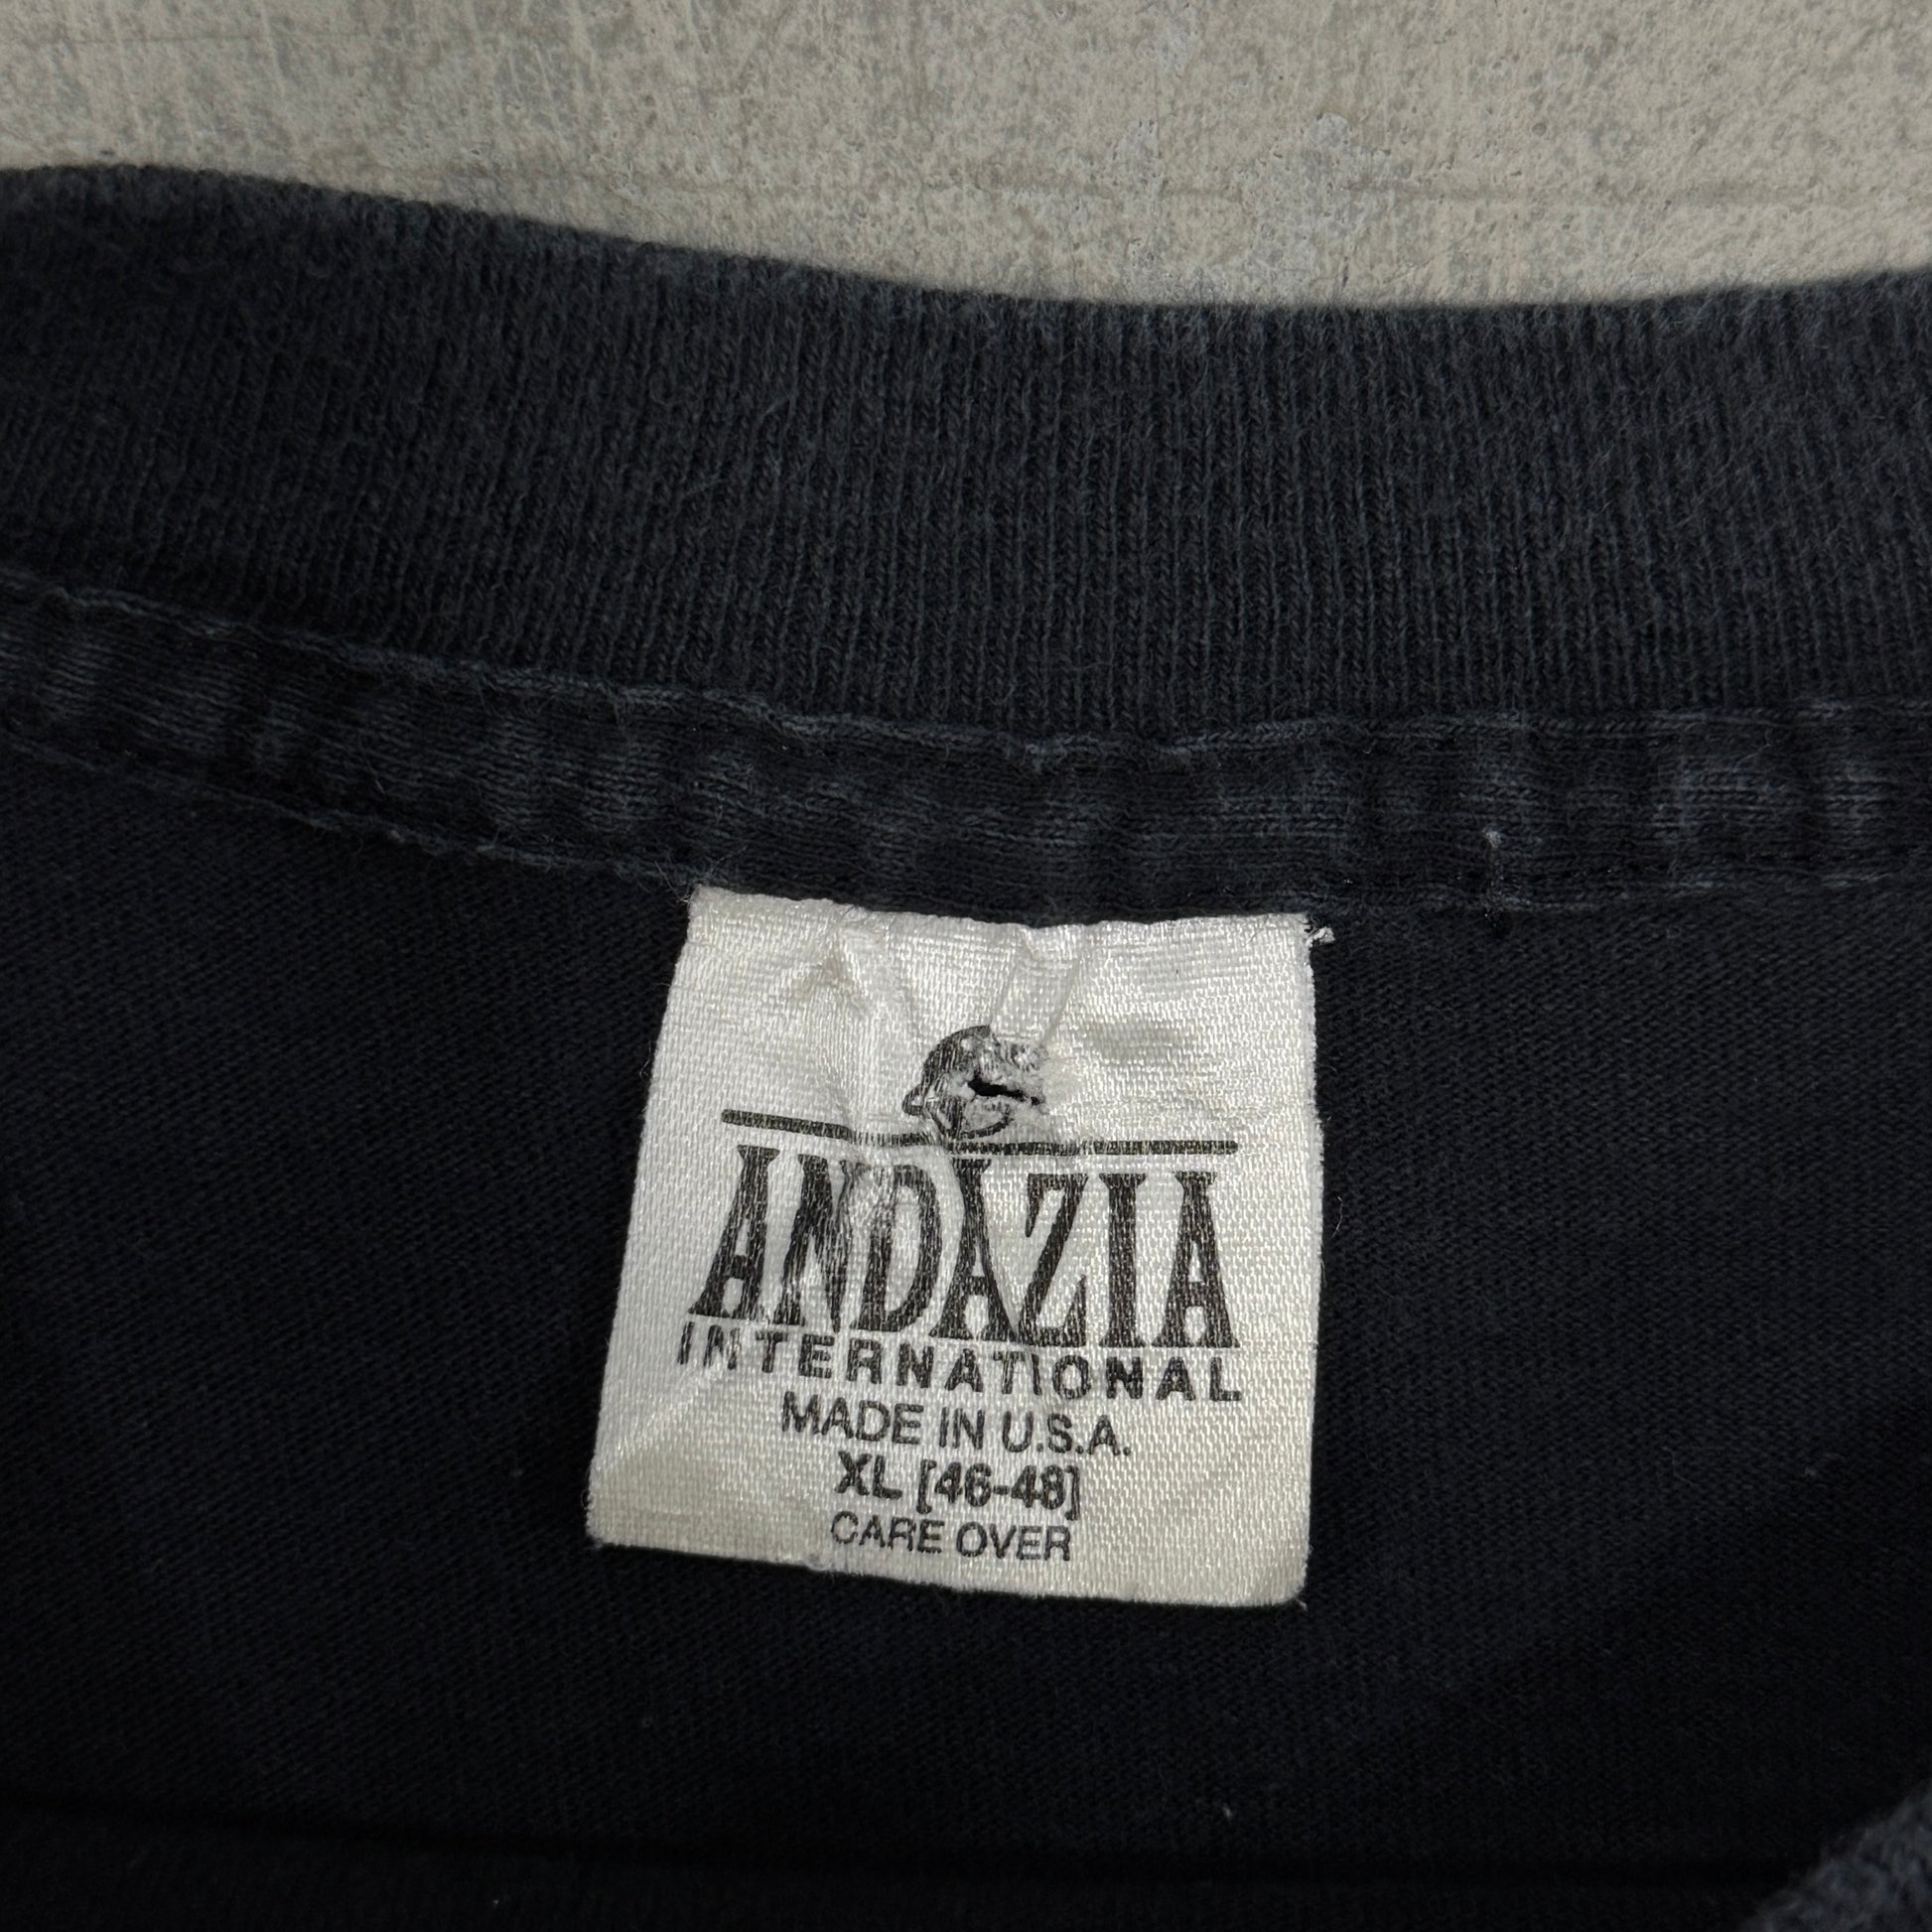 ANDAZIA
INTERNATIONAL
MADE IN U.S.A.
XL [46-48]
CARE OVER